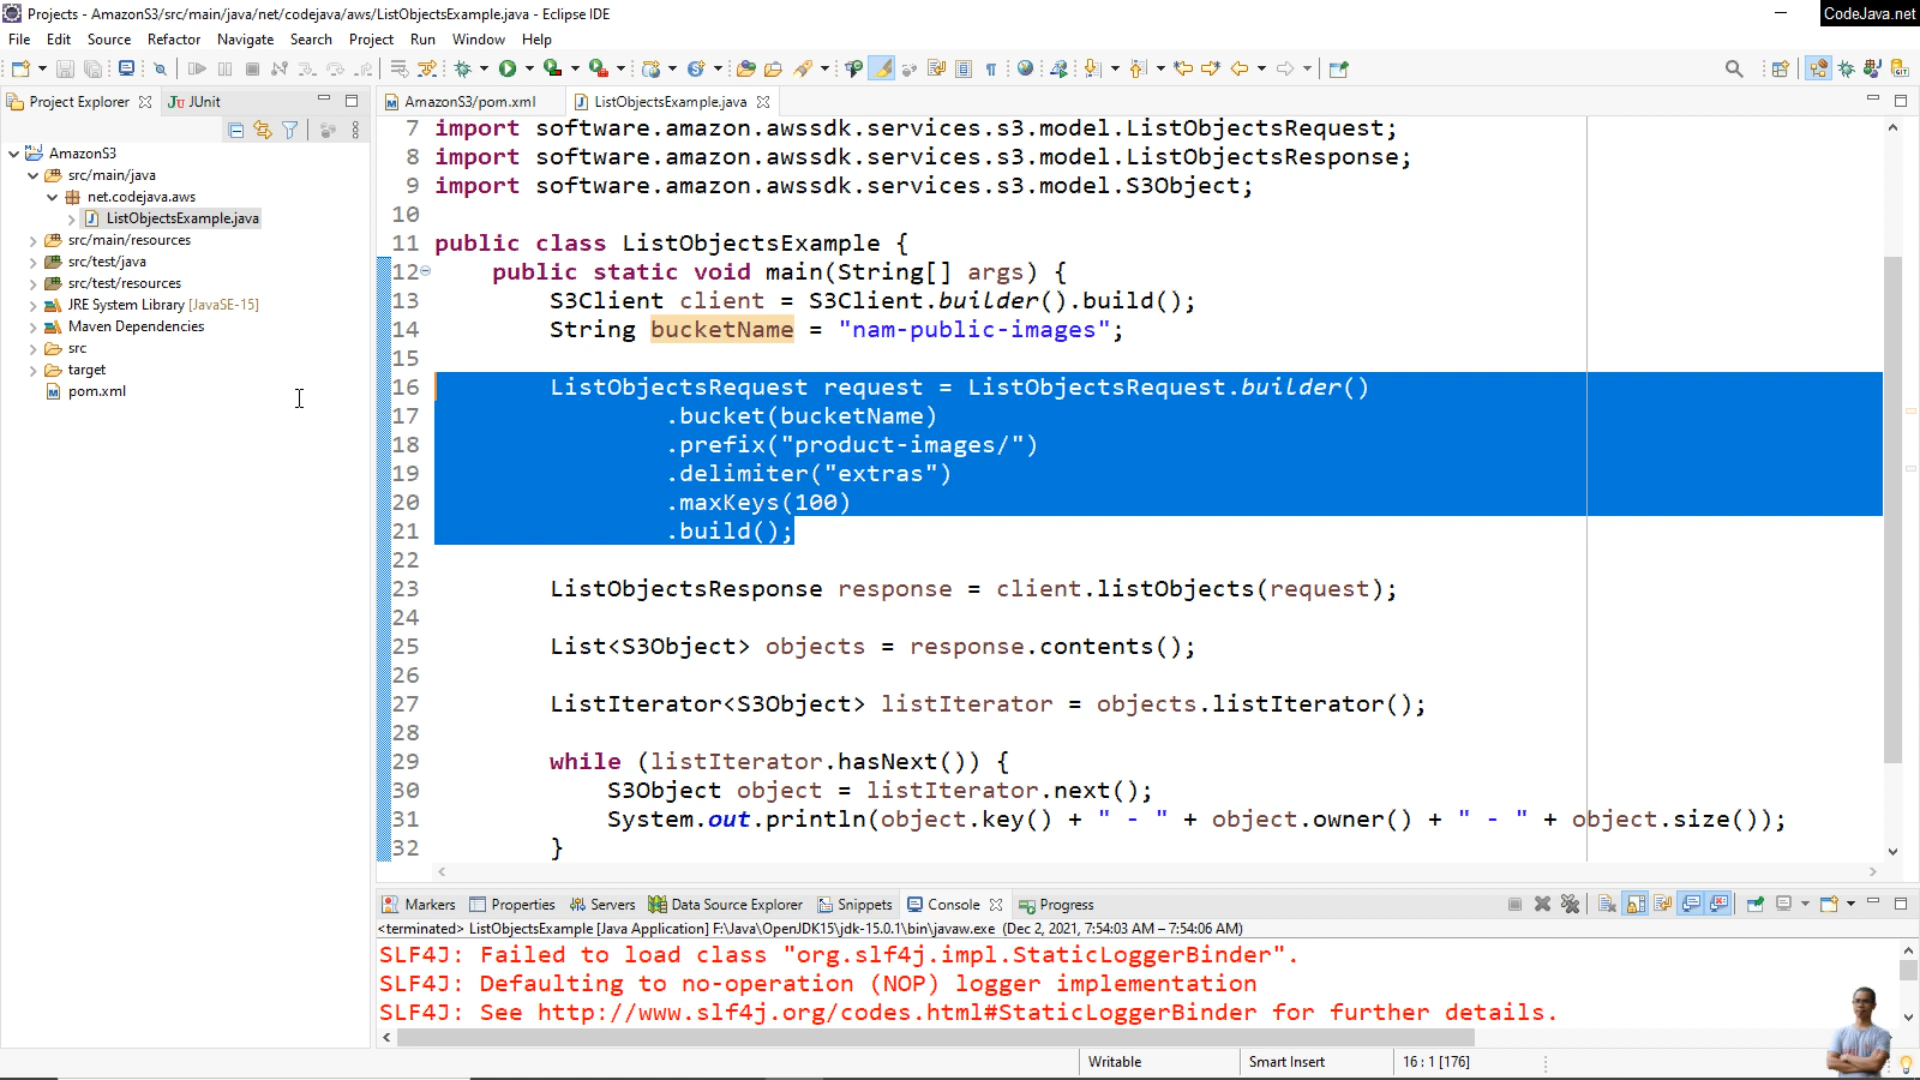 Projects - AmazonS3/src/main/java/net/codejava/aws/ListObjectsExample.java - Eclipse IDE
CodeJava.net
File Edit Source Refactor Navigate Search Project Run Window Help
Project Explorer
JUnit
AmazonS3/pom.xml
ListObjectsExample.java
AmazonS3
src/main/java
net.codejava.aws
ListObjectsExample.java
src/main/resources
src/test/java
src/test/resources
JRE System Library [JavaSE-15]
Maven Dependencies
src
target
pom.xml
7 import software.amazon.awssdk.services.s3.model.ListObjectsRequest;
8 import software.amazon.awssdk.services.s3.model.ListObjectsResponse;
9 import software.amazon.awssdk.services.s3.model.S3Object;
10
11 public class ListObjectsExample {
12 public static void main(String[] args) {
13 S3Client client = S3Client.builder().build();
14 String bucketName = "nam-public-images";
15
16 ListObjectsRequest request = ListObjectsRequest.builder()
17 .bucket(bucketName)
18 .prefix("product-images/")
19 .delimiter("extras")
20 .maxKeys(100)
21 .build();
22
23 ListObjectsResponse response = client.listObjects(request);
24
25 List<S3Object> objects = response.contents();
26
27 ListIterator<S3Object> listIterator = objects.listIterator();
28
29 while (listIterator.hasNext()) {
30 S3Object object = listIterator.next();
31 System.out.println(object.key() + " - " + object.owner() + " - " + object.size());
32 }
Markers Properties Servers Data Source Explorer Snippets Console Progress
<terminated> ListObjectsExample [Java Application] F:\Java\OpenJDK15\jdk-15.0.1\bin\javaw.exe (Dec 2, 2021, 7:54:03 AM – 7:54:06 AM)
SLF4J: Failed to load class "org.slf4j.impl.StaticLoggerBinder".
SLF4J: Defaulting to no-operation (NOP) logger implementation
SLF4J: See http://www.slf4j.org/codes.html#StaticLoggerBinder for further details.
Writable Smart Insert 16 : 1 [176]